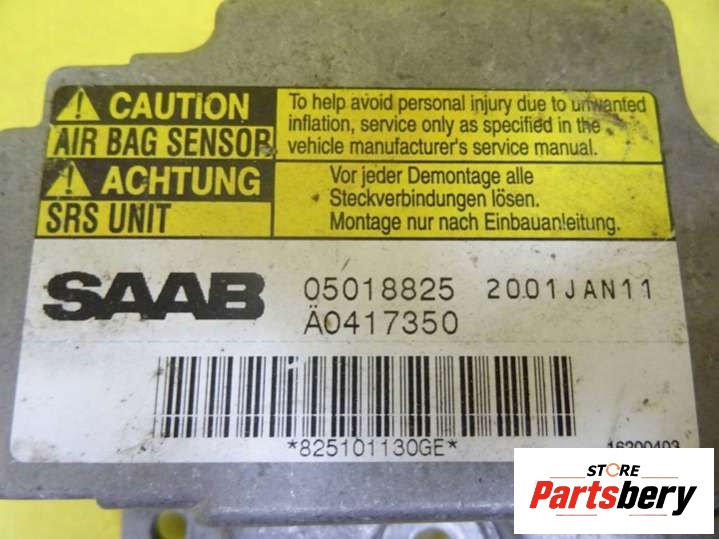 CAUTION
AIR BAG SENSOR
To help avoid personal injury due to unwanted
inflation, service only as specified in the
vehicle manufacturer's service manual.
ACHTUNG
SRS UNIT
Vor jeder Demontage alle
Steckverbindungen lösen.
Montage nur nach Einbauanleitung.
SAAB 05018825 2001JAN11
Ä0417350
*825101130GE*
16200403
STORE
Partsbery